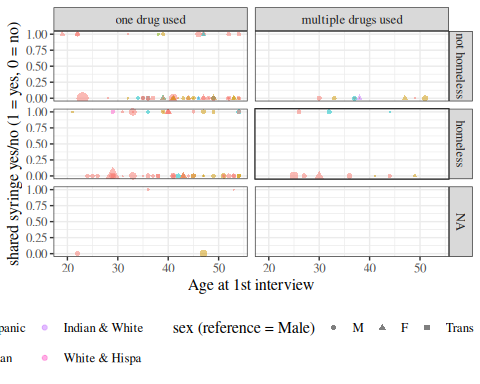 one drug used
multiple drugs used
shared syringe yes/no (1 = yes, 0 = no)
1.00
0.75
0.50
0.25
0.00
not homeless
1.00
0.75
0.50
0.25
0.00
homeless
1.00
0.75
0.50
0.25
0.00
NA
20 30 40 50 20 30 40 50
Age at 1st interview
panic Indian & White sex (reference = Male) M F Trans
an White & Hispa